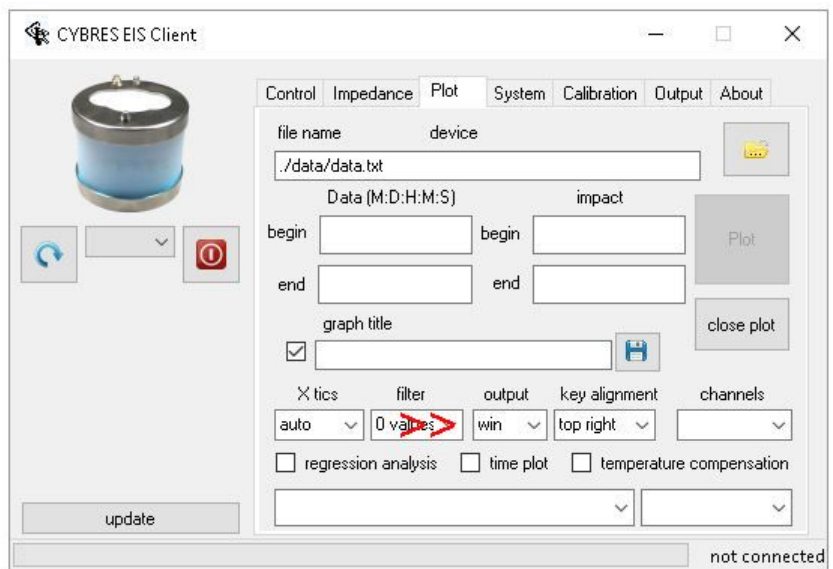 CYBRES EIS Client
Control Impedance Plot System Calibration Output About
file name device
./data/data.txt
Data (M:D:H:M:S) impact
begin begin Plot
end end
graph title close plot
X tics filter output key alignment channels
auto 0 values win top right
regression analysis time plot temperature compensation
update
not connected